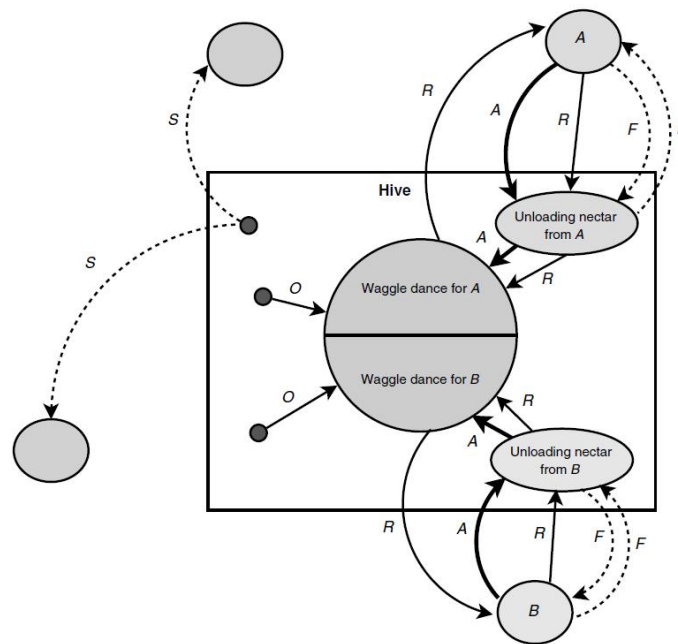 A
S
R
A
R
F
Hive
Unloading nectar
from A
A
R
S
Waggle dance for A
O
Waggle dance for B
O
R
A
Unloading nectar
from B
R
A
R
F
F
B